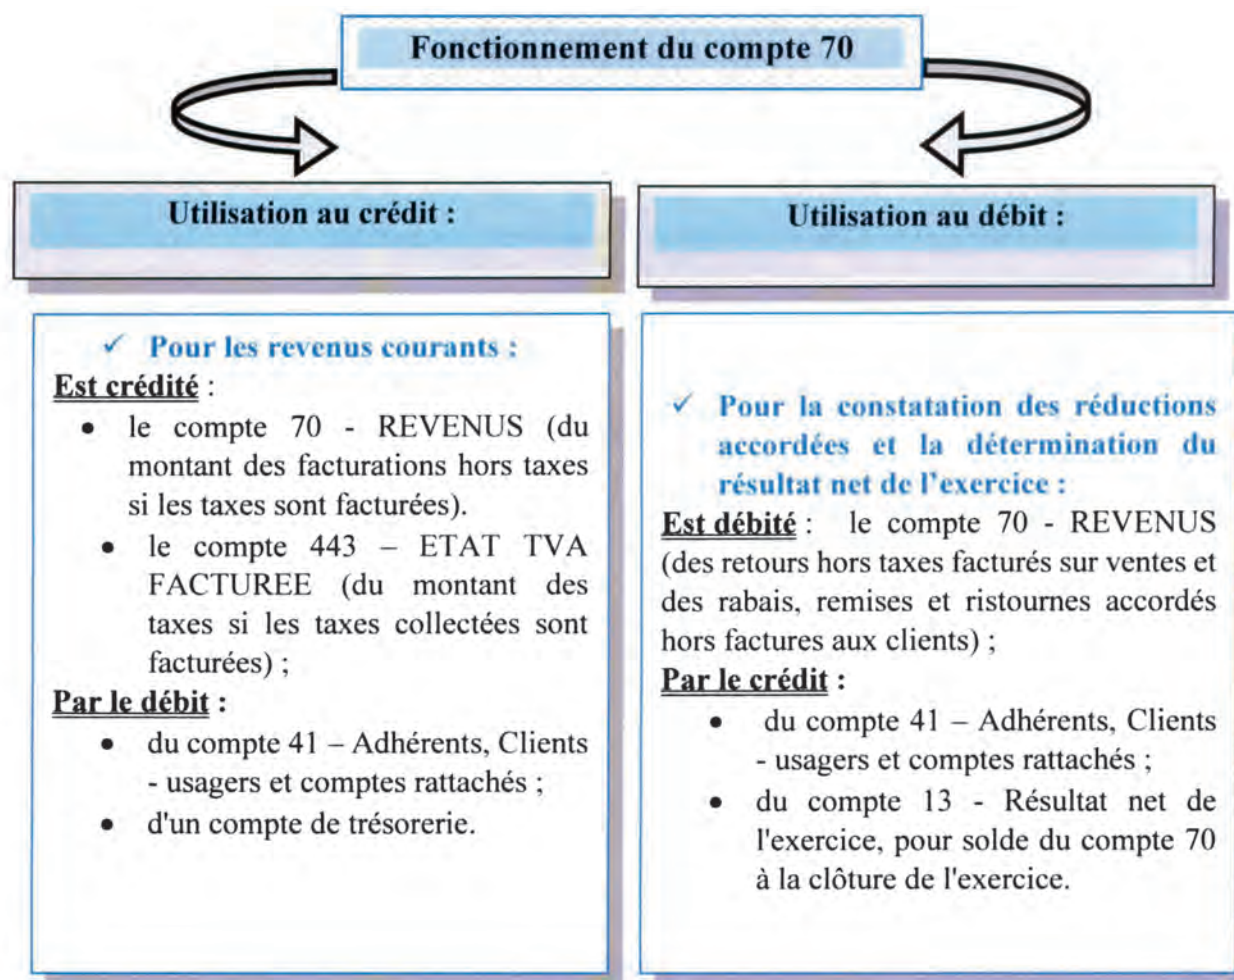 Fonctionnement du compte 70
Utilisation au crédit :
✓ Pour les revenus courants :
Est crédité :
• le compte 70 - REVENUS (du
montant des facturations hors taxes
si les taxes sont facturées).
• le compte 443 – ETAT TVA
FACTUREE (du montant des
taxes si les taxes collectées sont
facturées) ;
Par le débit :
• du compte 41 – Adhérents, Clients
- usagers et comptes rattachés ;
• d'un compte de trésorerie.
Utilisation au débit :
✓ Pour la constatation des réductions
accordées et la détermination du
résultat net de l'exercice :
Est débité : le compte 70 - REVENUS
(des retours hors taxes facturés sur ventes et
des rabais, remises et ristournes accordés
hors factures aux clients) ;
Par le crédit :
• du compte 41 – Adhérents, Clients
- usagers et comptes rattachés ;
• du compte 13 - Résultat net de
l'exercice, pour solde du compte 70
à la clôture de l'exercice.